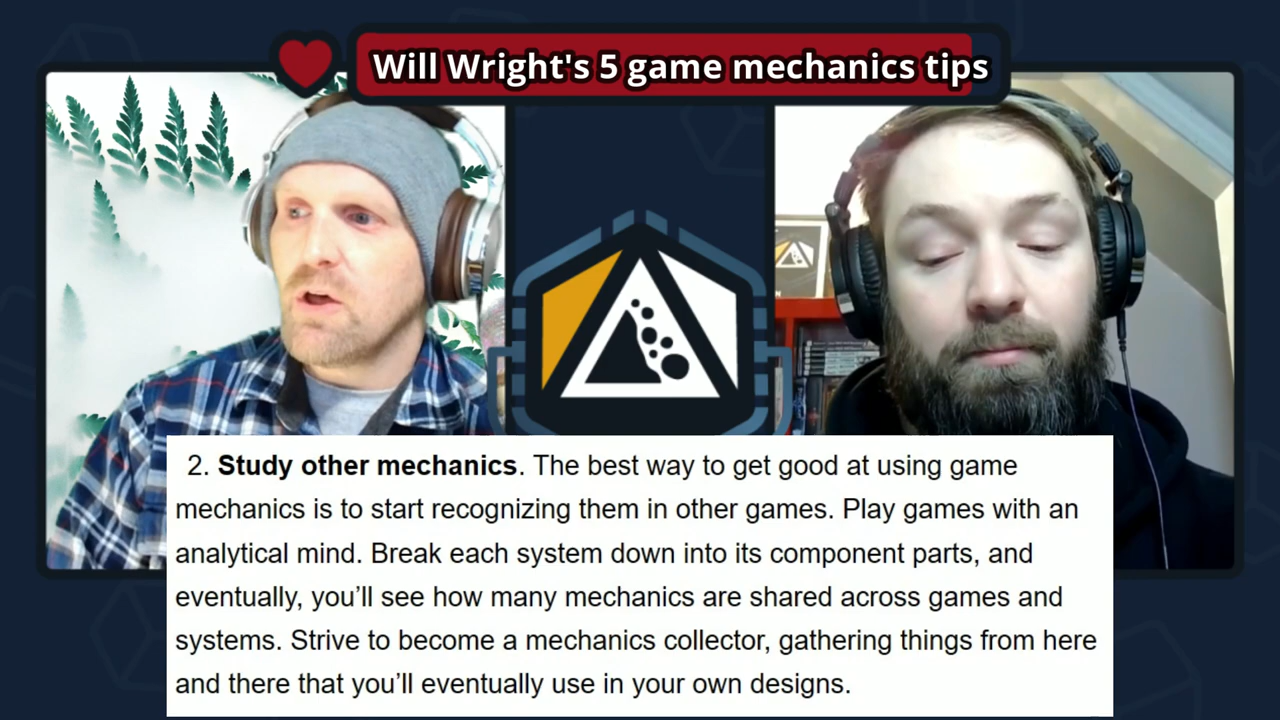 Will Wright's 5 game mechanics tips
2. Study other mechanics. The best way to get good at using game
mechanics is to start recognizing them in other games. Play games with an
analytical mind. Break each system down into its component parts, and
eventually, you’ll see how many mechanics are shared across games and
systems. Strive to become a mechanics collector, gathering things from here
and there that you’ll eventually use in your own designs.